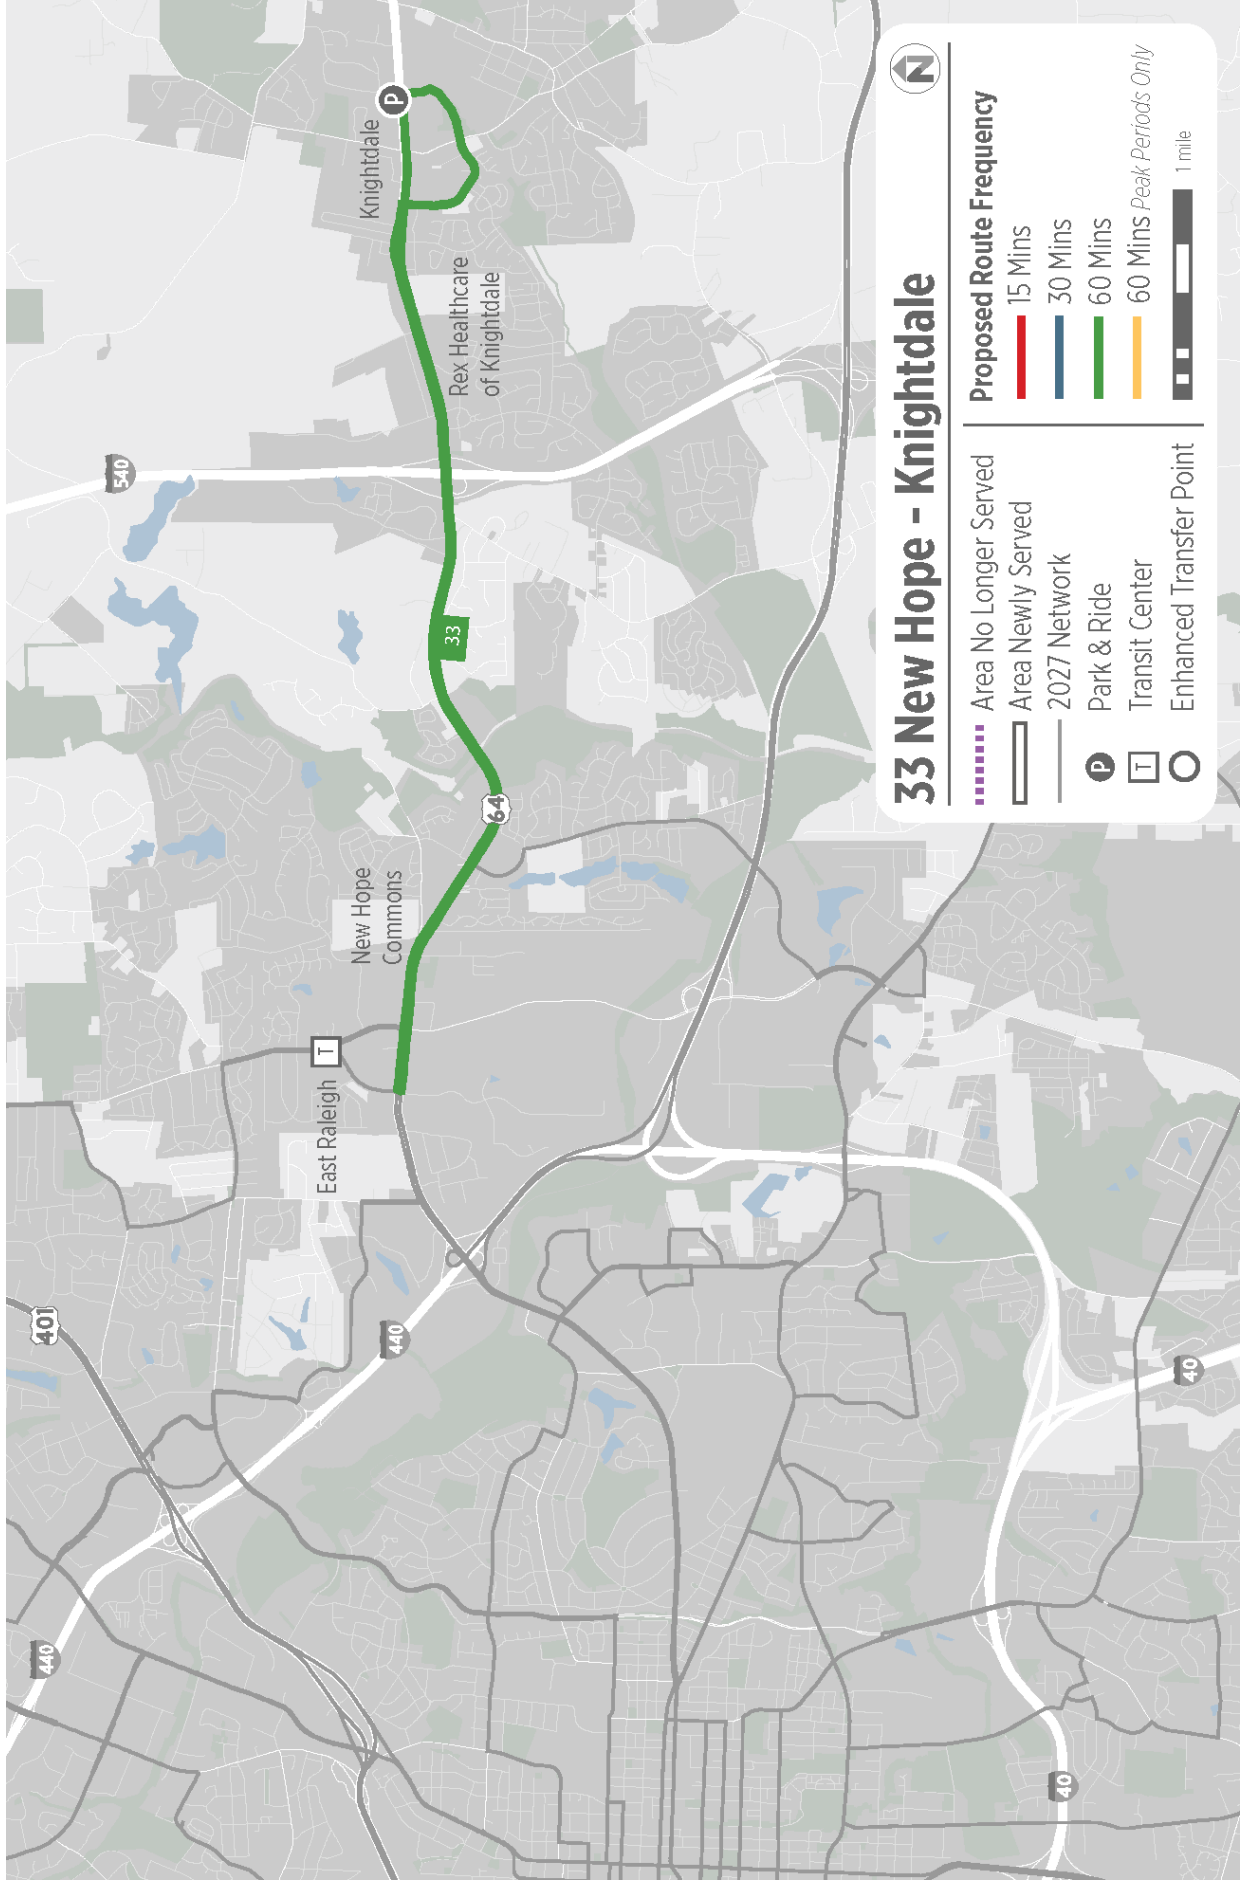 540
401
440
440
40
40
64
33
Knightdale
P
Rex Healthcare
of Knightdale
New Hope
Commons
East Raleigh
T
33 New Hope - Knightdale
N
Area No Longer Served
Area Newly Served
2027 Network
P
Park & Ride
T
Transit Center
Enhanced Transfer Point
Proposed Route Frequency
15 Mins
30 Mins
60 Mins
60 Mins Peak Periods Only
1 mile